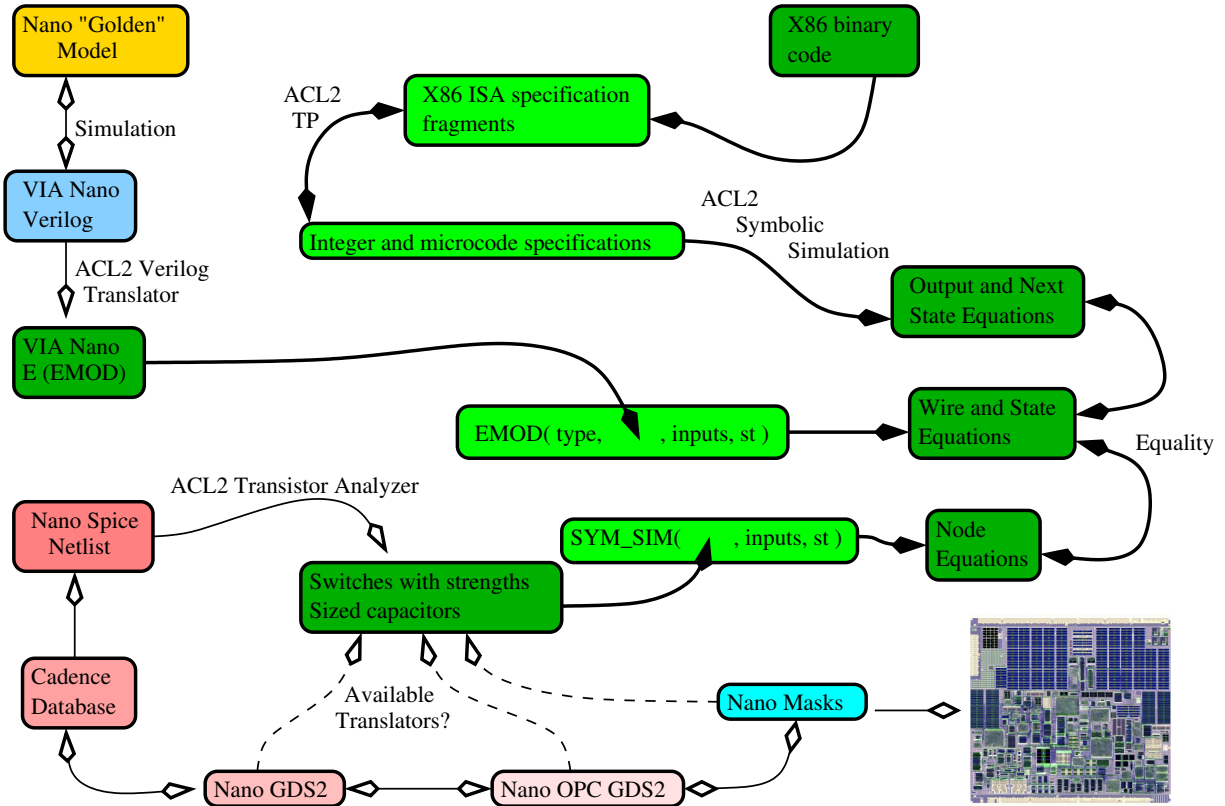 Nano "Golden"
Model
X86 binary
code
ACL2
TP
X86 ISA specification
fragments
Simulation
VIA Nano
Verilog
ACL2
Symbolic
Simulation
Integer and microcode specifications
ACL2 Verilog
Translator
Output and Next
State Equations
VIA Nano
E (EMOD)
EMOD( type, , inputs, st )
Wire and State
Equations
Equality
ACL2 Transistor Analyzer
Nano Spice
Netlist
SYM_SIM( , inputs, st )
Node
Equations
Switches with strengths
Sized capacitors
Cadence
Database
Available
Translators?
Nano Masks
Nano GDS2
Nano OPC GDS2